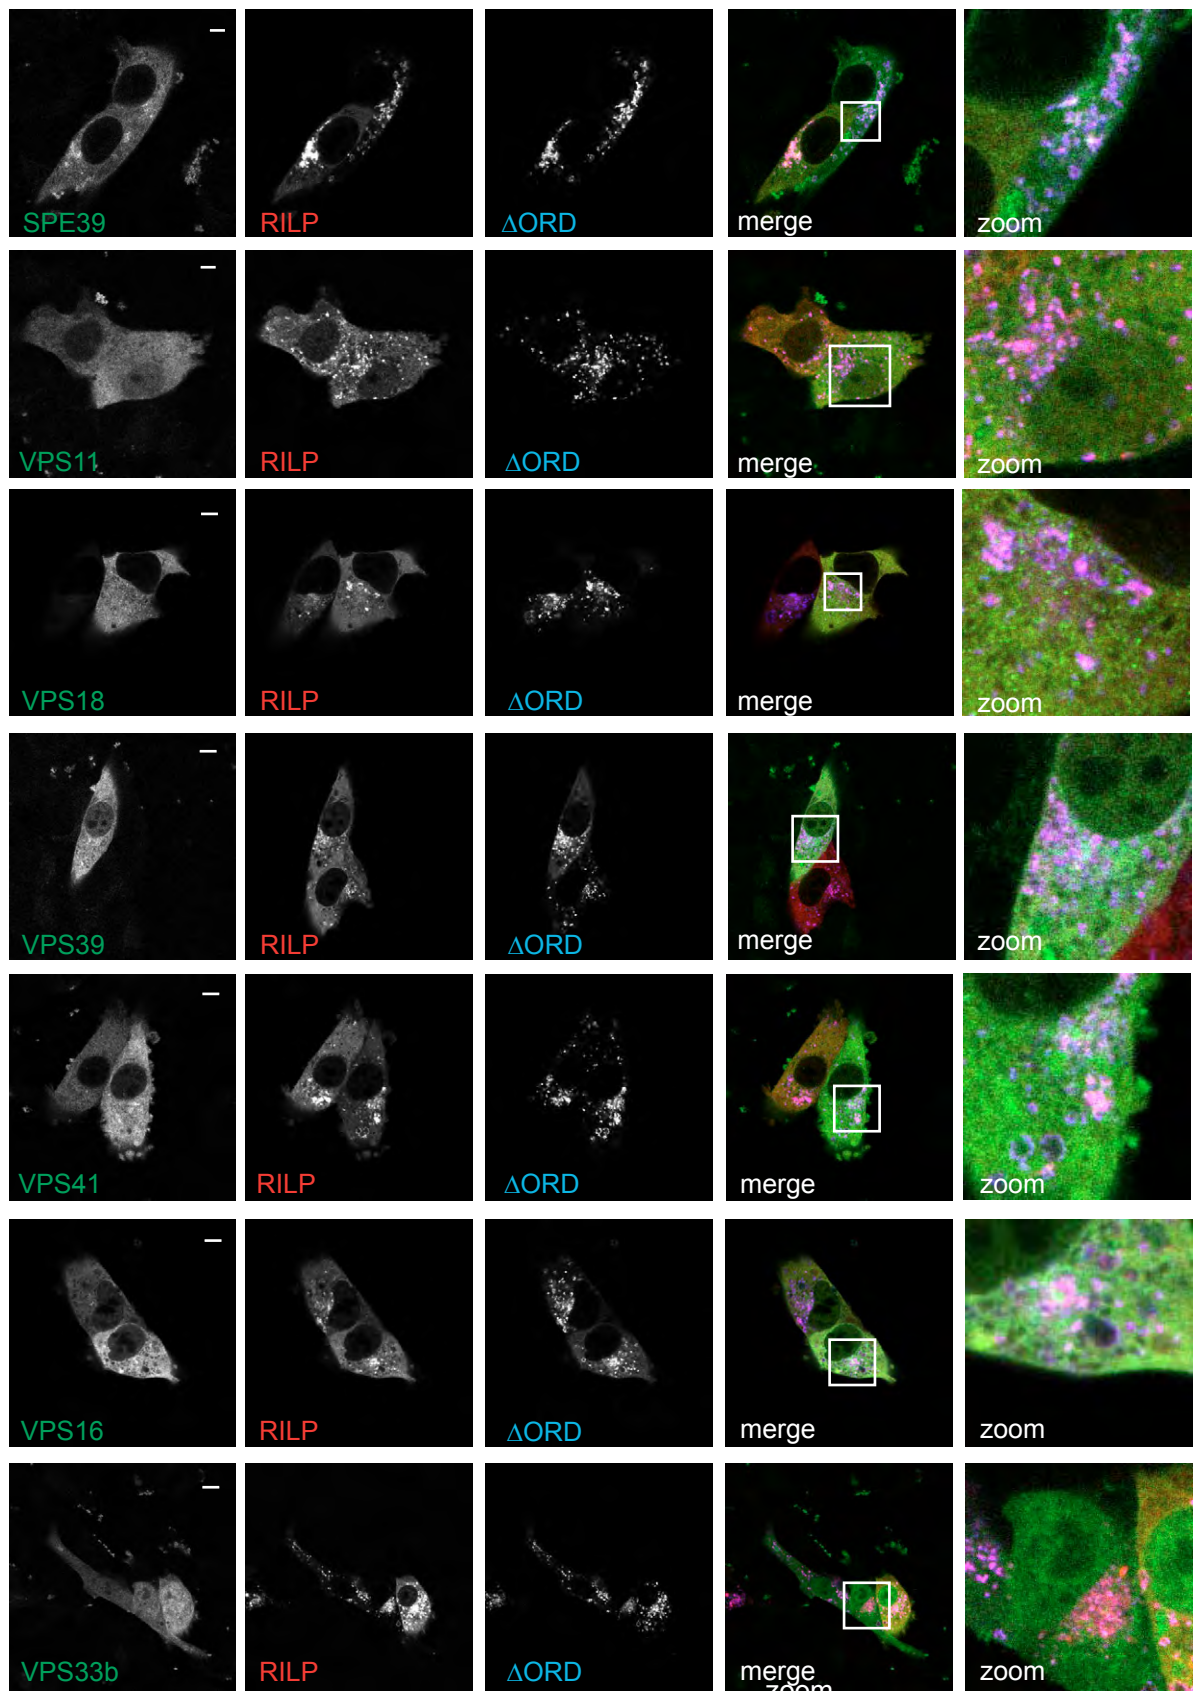 SPE39 RILP ΔORD merge zoom
VPS11 RILP ΔORD merge zoom
VPS18 RILP ΔORD merge zoom
VPS39 RILP ΔORD merge zoom
VPS41 RILP ΔORD merge zoom
VPS16 RILP ΔORD merge zoom
VPS33b RILP ΔORD merge zoom
zoom